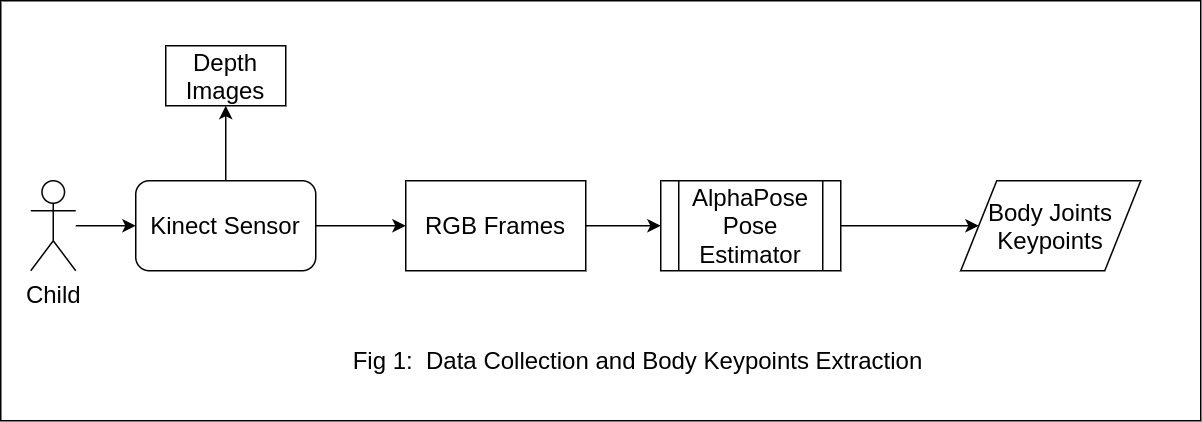 Depth
Images
Child
Kinect Sensor
RGB Frames
AlphaPose
Pose
Estimator
Body Joints
Keypoints
Fig 1:  Data Collection and Body Keypoints Extraction